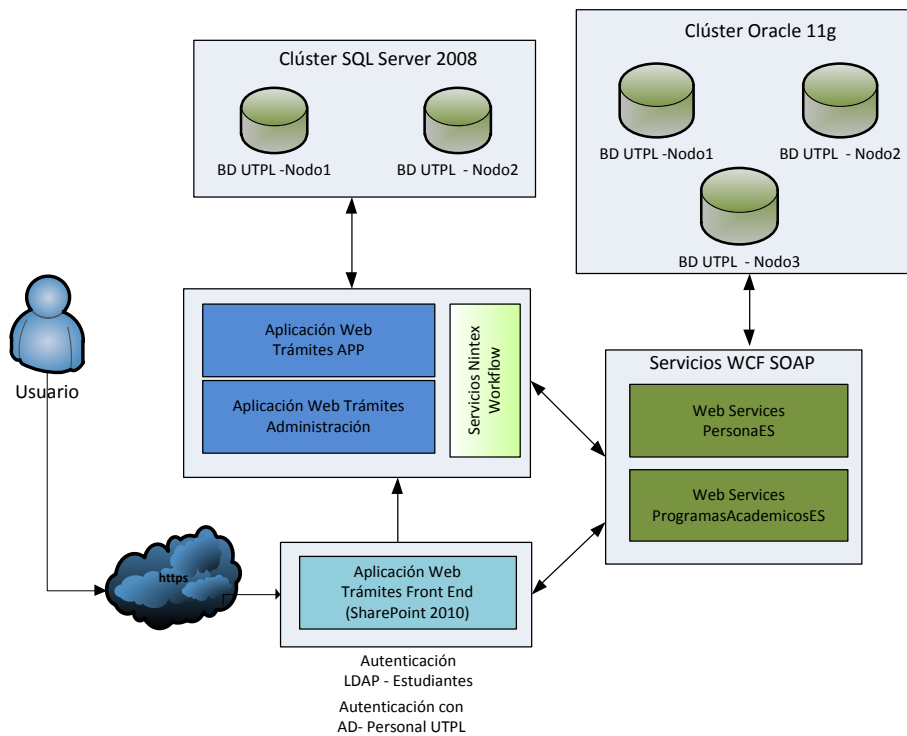 Clúster SQL Server 2008
BD UTPL -Nodo1
BD UTPL - Nodo2
Clúster Oracle 11g
BD UTPL -Nodo1
BD UTPL - Nodo2
BD UTPL - Nodo3
Usuario
Aplicación Web
Trámites APP
Aplicación Web Trámites
Administración
Servicios Nintex
Workflow
Servicios WCF SOAP
Web Services
PersonaES
Web Services
ProgramasAcademicosES
https
Aplicación Web
Trámites Front End
(SharePoint 2010)
Autenticación
LDAP - Estudiantes
Autenticación con
AD- Personal UTPL